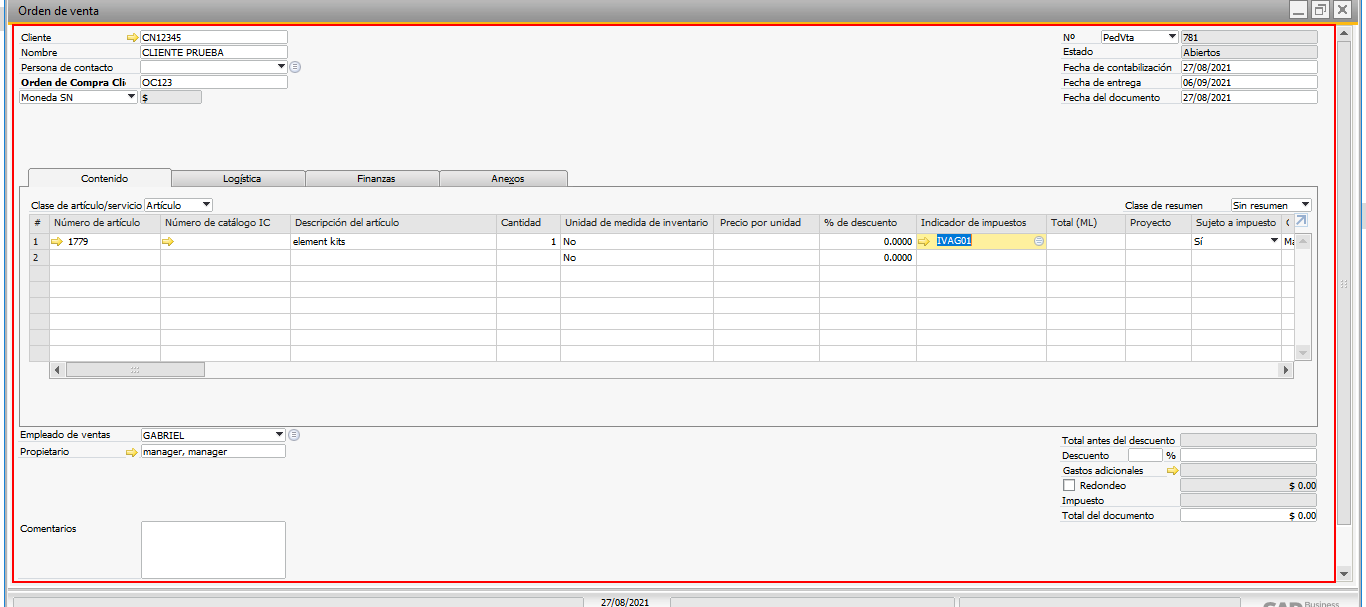 Orden de venta
Cliente CN12345
Nombre CLIENTE PRUEBA
Persona de contacto
Orden de Compra Cli OC123
Moneda SN $
Nº PedVta 781
Estado Abiertos
Fecha de contabilización 27/08/2021
Fecha de entrega 06/09/2021
Fecha del documento 27/08/2021
Contenido Logística Finanzas Anexos
Clase de artículo/servicio Artículo Clase de resumen Sin resumen
# Número de artículo Número de catálogo IC Descripción del artículo Cantidad Unidad de medida de inventario Precio por unidad % de descuento Indicador de impuestos Total (ML) Proyecto Sujeto a impuesto
1 1779 element kits 1 No 0.0000 IVAG01 Sí Ma
2 No 0.0000
Empleado de ventas GABRIEL
Propietario manager, manager
Total antes del descuento
Descuento %
Gastos adicionales
Redondeo $ 0.00
Impuesto
Total del documento $ 0.00
Comentarios
27/08/2021
Business